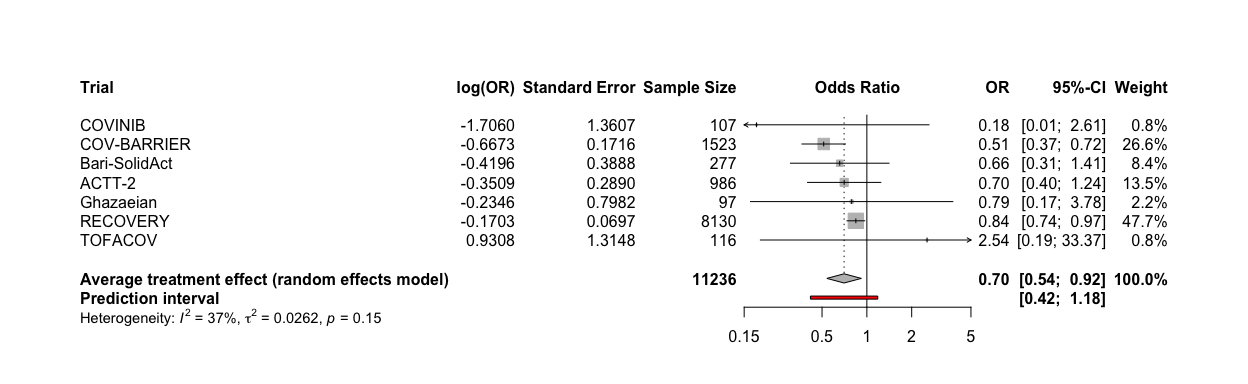 Trial log(OR) Standard Error Sample Size Odds Ratio OR 95%-CI Weight
COVINIB -1.7060 1.3607 107 0.18 [0.01; 2.61] 0.8%
COV-BARRIER -0.6673 0.1716 1523 0.51 [0.37; 0.72] 26.6%
Bari-SolidAct -0.4196 0.3888 277 0.66 [0.31; 1.41] 8.4%
ACTT-2 -0.3509 0.2890 986 0.70 [0.40; 1.24] 13.5%
Ghazaeian -0.2346 0.7982 97 0.79 [0.17; 3.78] 2.2%
RECOVERY -0.1703 0.0697 8130 0.84 [0.74; 0.97] 47.7%
TOFACOV 0.9308 1.3148 116 2.54 [0.19; 33.37] 0.8%
Average treatment effect (random effects model) 11236 0.70 [0.54; 0.92] 100.0%
Prediction interval [0.42; 1.18]
Heterogeneity: I² = 37%, τ² = 0.0262, p = 0.15
0.15 0.5 1 2 5